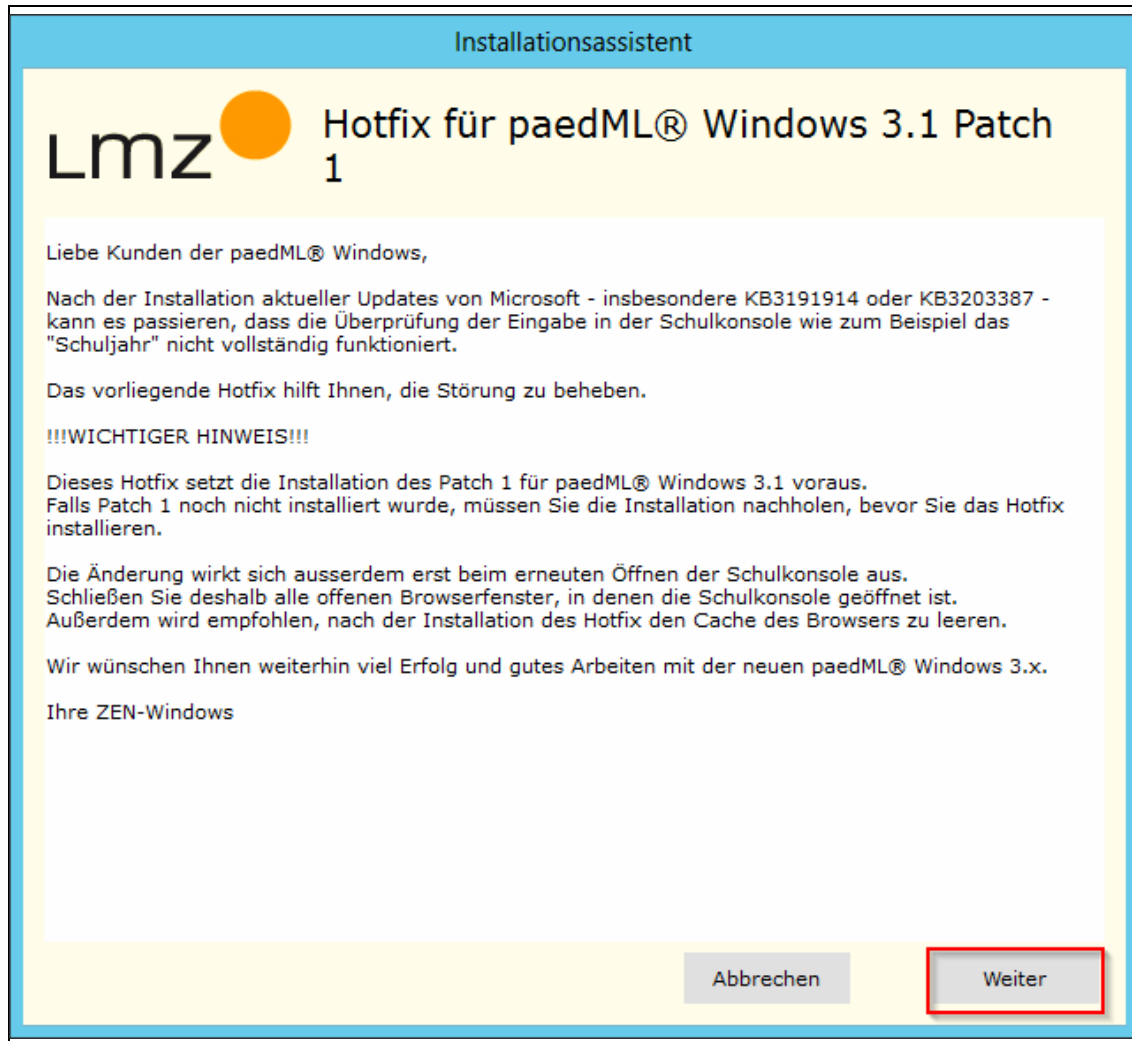 Installationsassistent
Lmz
Hotfix für paedML® Windows 3.1 Patch
1
Liebe Kunden der paedML® Windows,
Nach der Installation aktueller Updates von Microsoft - insbesondere KB3191914 oder KB3203387 -
kann es passieren, dass die Überprüfung der Eingabe in der Schulkonsole wie zum Beispiel das
"Schuljahr" nicht vollständig funktioniert.
Das vorliegende Hotfix hilft Ihnen, die Störung zu beheben.
!!!WICHTIGER HINWEIS!!!
Dieses Hotfix setzt die Installation des Patch 1 für paedML® Windows 3.1 voraus.
Falls Patch 1 noch nicht installiert wurde, müssen Sie die Installation nachholen, bevor Sie das Hotfix
installieren.
Die Änderung wirkt sich ausserdem erst beim erneuten Öffnen der Schulkonsole aus.
Schließen Sie deshalb alle offenen Browserfenster, in denen die Schulkonsole geöffnet ist.
Außerdem wird empfohlen, nach der Installation des Hotfix den Cache des Browsers zu leeren.
Wir wünschen Ihnen weiterhin viel Erfolg und gutes Arbeiten mit der neuen paedML® Windows 3.x.
Ihre ZEN-Windows
Abbrechen
Weiter